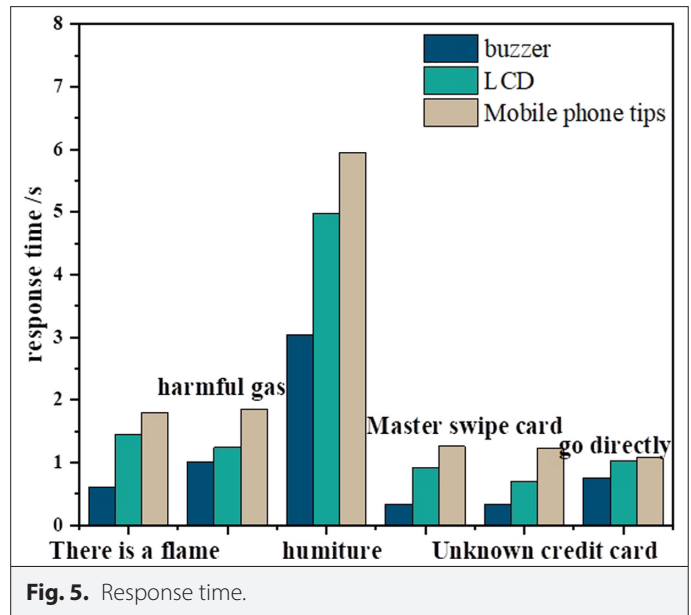 8
7
6
5
4
3
2
1
0
response time /s
buzzer
LCD
Mobile phone tips
harmful gas
Master swipe card
go directly
There is a flame
humiture
Unknown credit card
Fig. 5. Response time.